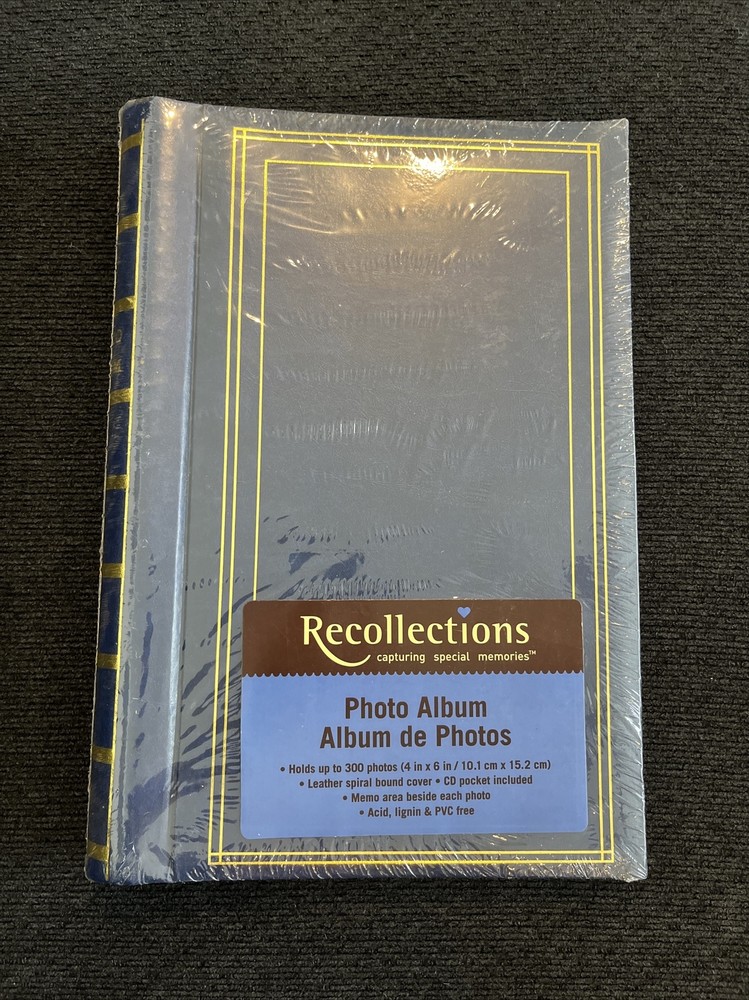 Recollections
capturing special memories™
Photo Album
Album de Photos
• Holds up to 300 photos (4 in x 6 in / 10.1 cm x 15.2 cm)
• Leather spiral bound cover • CD pocket included
• Memo area beside each photo
• Acid, lignin & PVC free